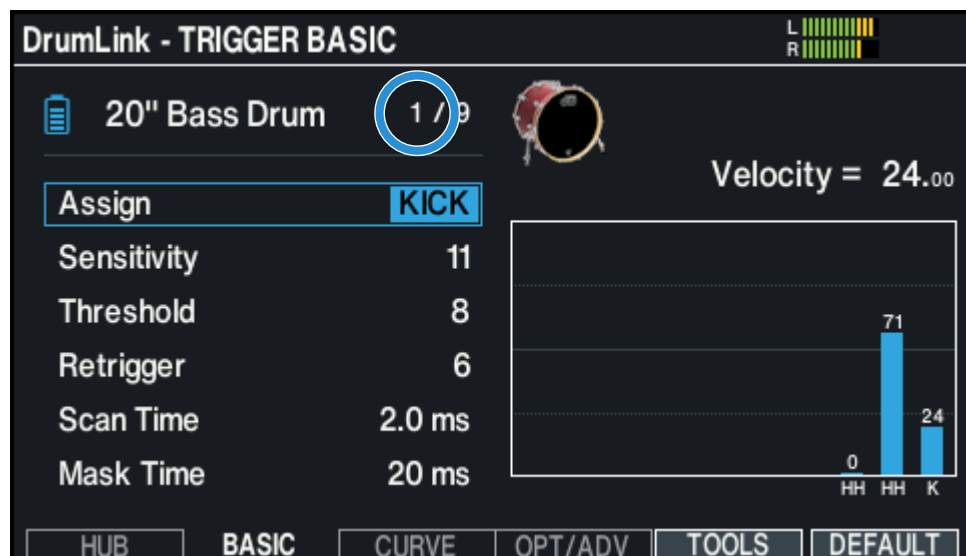 DrumLink - TRIGGER BASIC
L
R
20" Bass Drum 1 / 9
Velocity = 24.00
Assign KICK
Sensitivity 11
Threshold 8
Retrigger 6
Scan Time 2.0 ms
Mask Time 20 ms
71
24
0
HH HH K
HUB BASIC CURVE OPT/ADV TOOLS DEFAULT